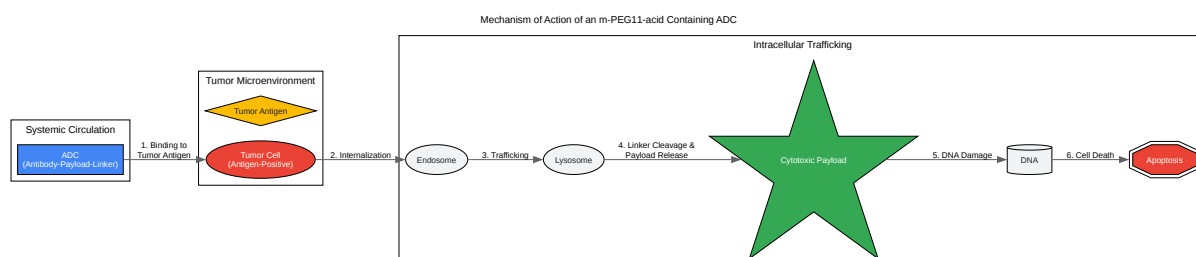 Mechanism of Action of an m-PEG11-acid Containing ADC
Intracellular Trafficking
Tumor Microenvironment
Tumor Antigen
Systemic Circulation
ADC
(Antibody-Payload-Linker)
1. Binding to
Tumor Antigen
Tumor Cell
(Antigen-Positive)
2. Internalization
Endosome
3. Trafficking
Lysosome
4. Linker Cleavage &
Payload Release
Cytotoxic Payload
5. DNA Damage
DNA
6. Cell Death
Apoptosis